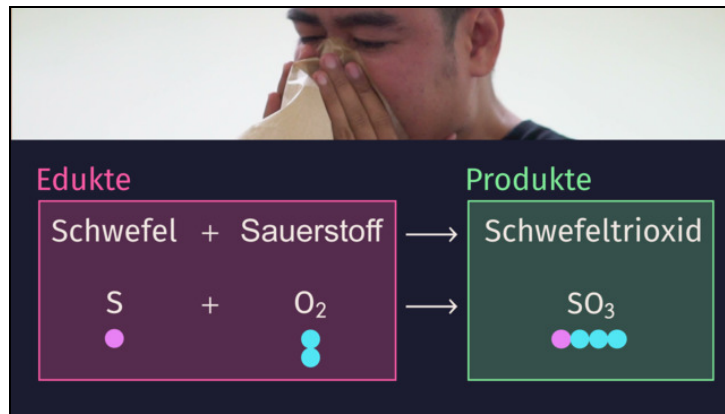 Edukte
Produkte
Schwefel + Sauerstoff → Schwefeltrioxid
S + O₂ → SO₃